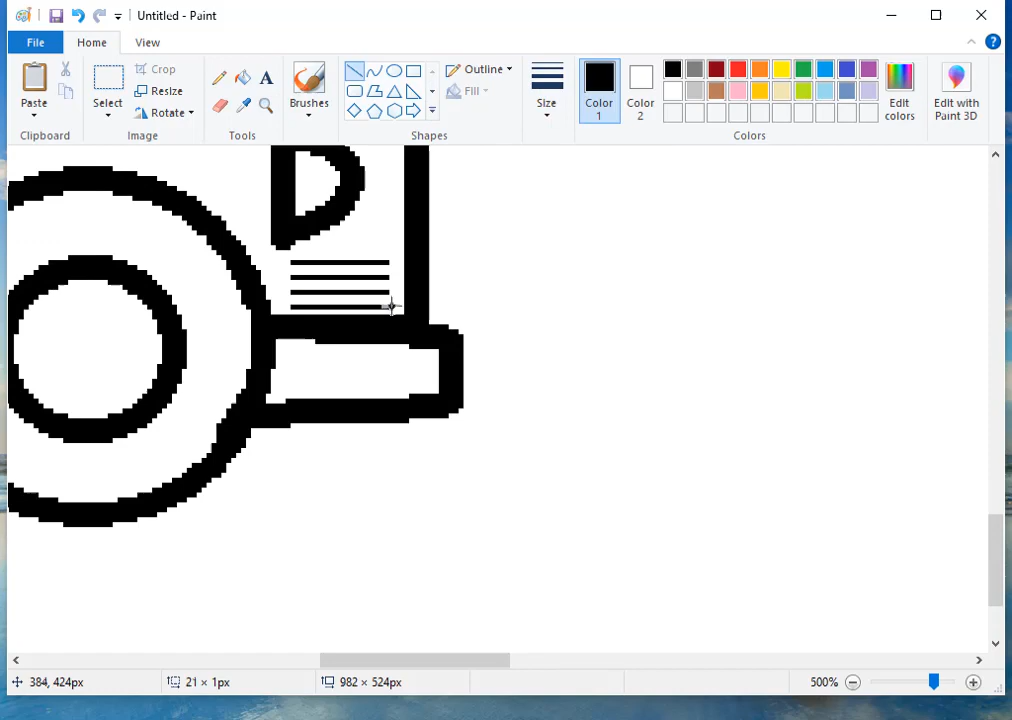 Untitled - Paint
File Home View
Paste
Clipboard
Select
Crop
Resize
Rotate
Image
A
Tools
Brushes
Outline
Fill
Shapes
Size
Color 1
Color 2
Edit colors
Colors
Edit with Paint 3D
384, 424px 21 × 1px 982 × 524px 500%